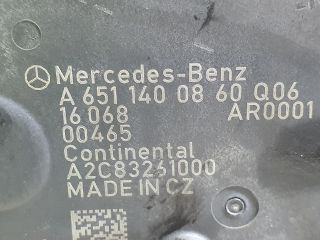 Mercedes-Benz
A 651 140 08 60 Q06
16 068 AR0001
00465
Continental
A2C83261000
MADE IN CZ